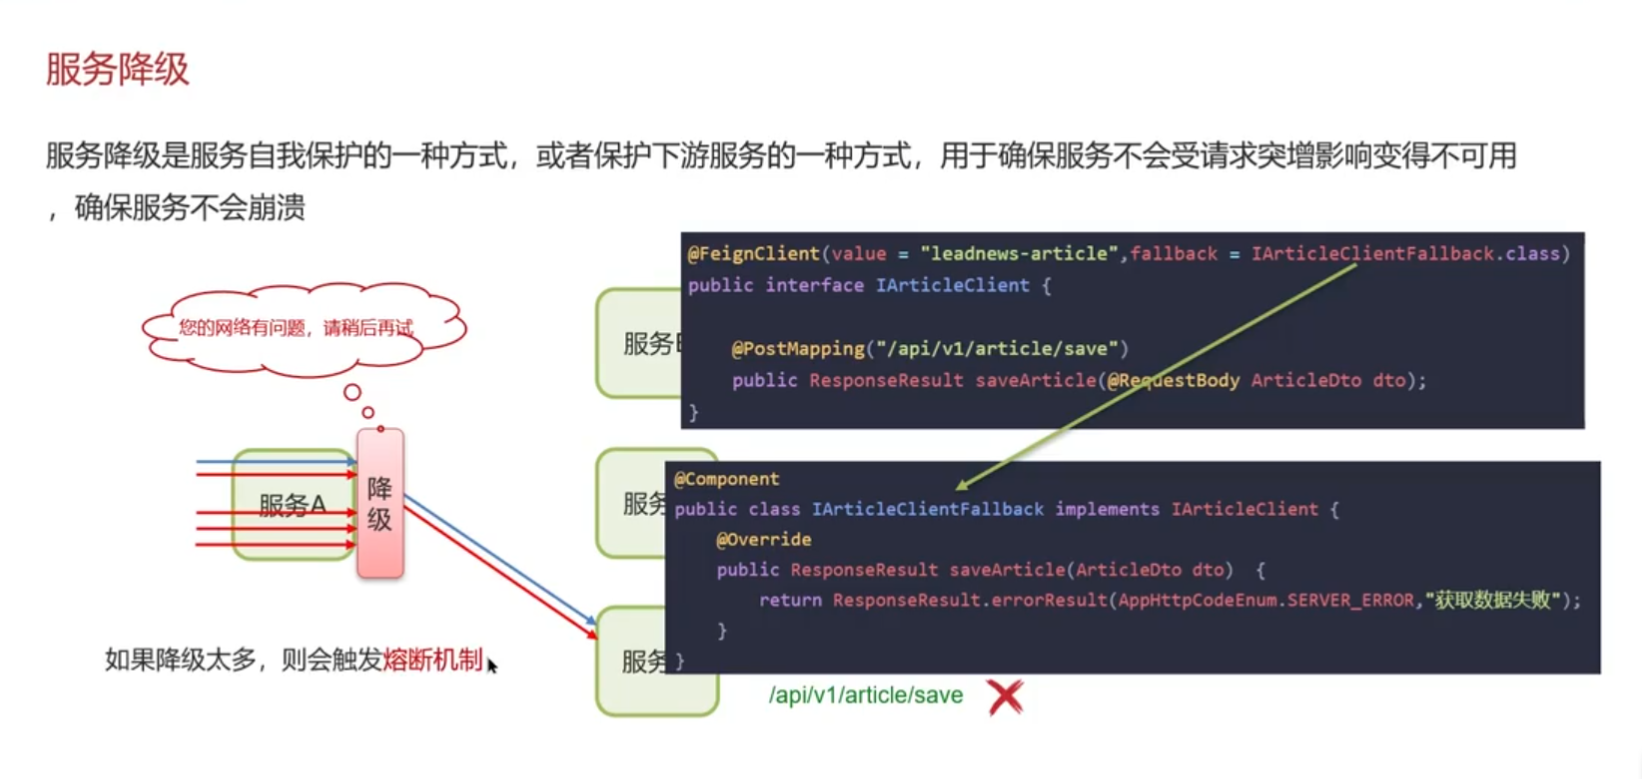 服务降级
服务降级是服务自我保护的一种方式，或者保护下游服务的一种方式，用于确保服务不会受请求突增影响变得不可用
，确保服务不会崩溃
您的网络有问题，请稍后再试
降
级
服务A
如果降级太多，则会触发熔断机制
服务
@FeignClient(value = "leadnews-article",fallback = IArticleClientFallback.class)
public interface IArticleClient {
@PostMapping("/api/v1/article/save")
public ResponseResult saveArticle(@RequestBody ArticleDto dto);
}
服务
@Component
public class IArticleClientFallback implements IArticleClient {
@Override
public ResponseResult saveArticle(ArticleDto dto) {
return ResponseResult.errorResult(AppHttpCodeEnum.SERVER_ERROR,"获取数据失败");
}
}
服务
/api/v1/article/save